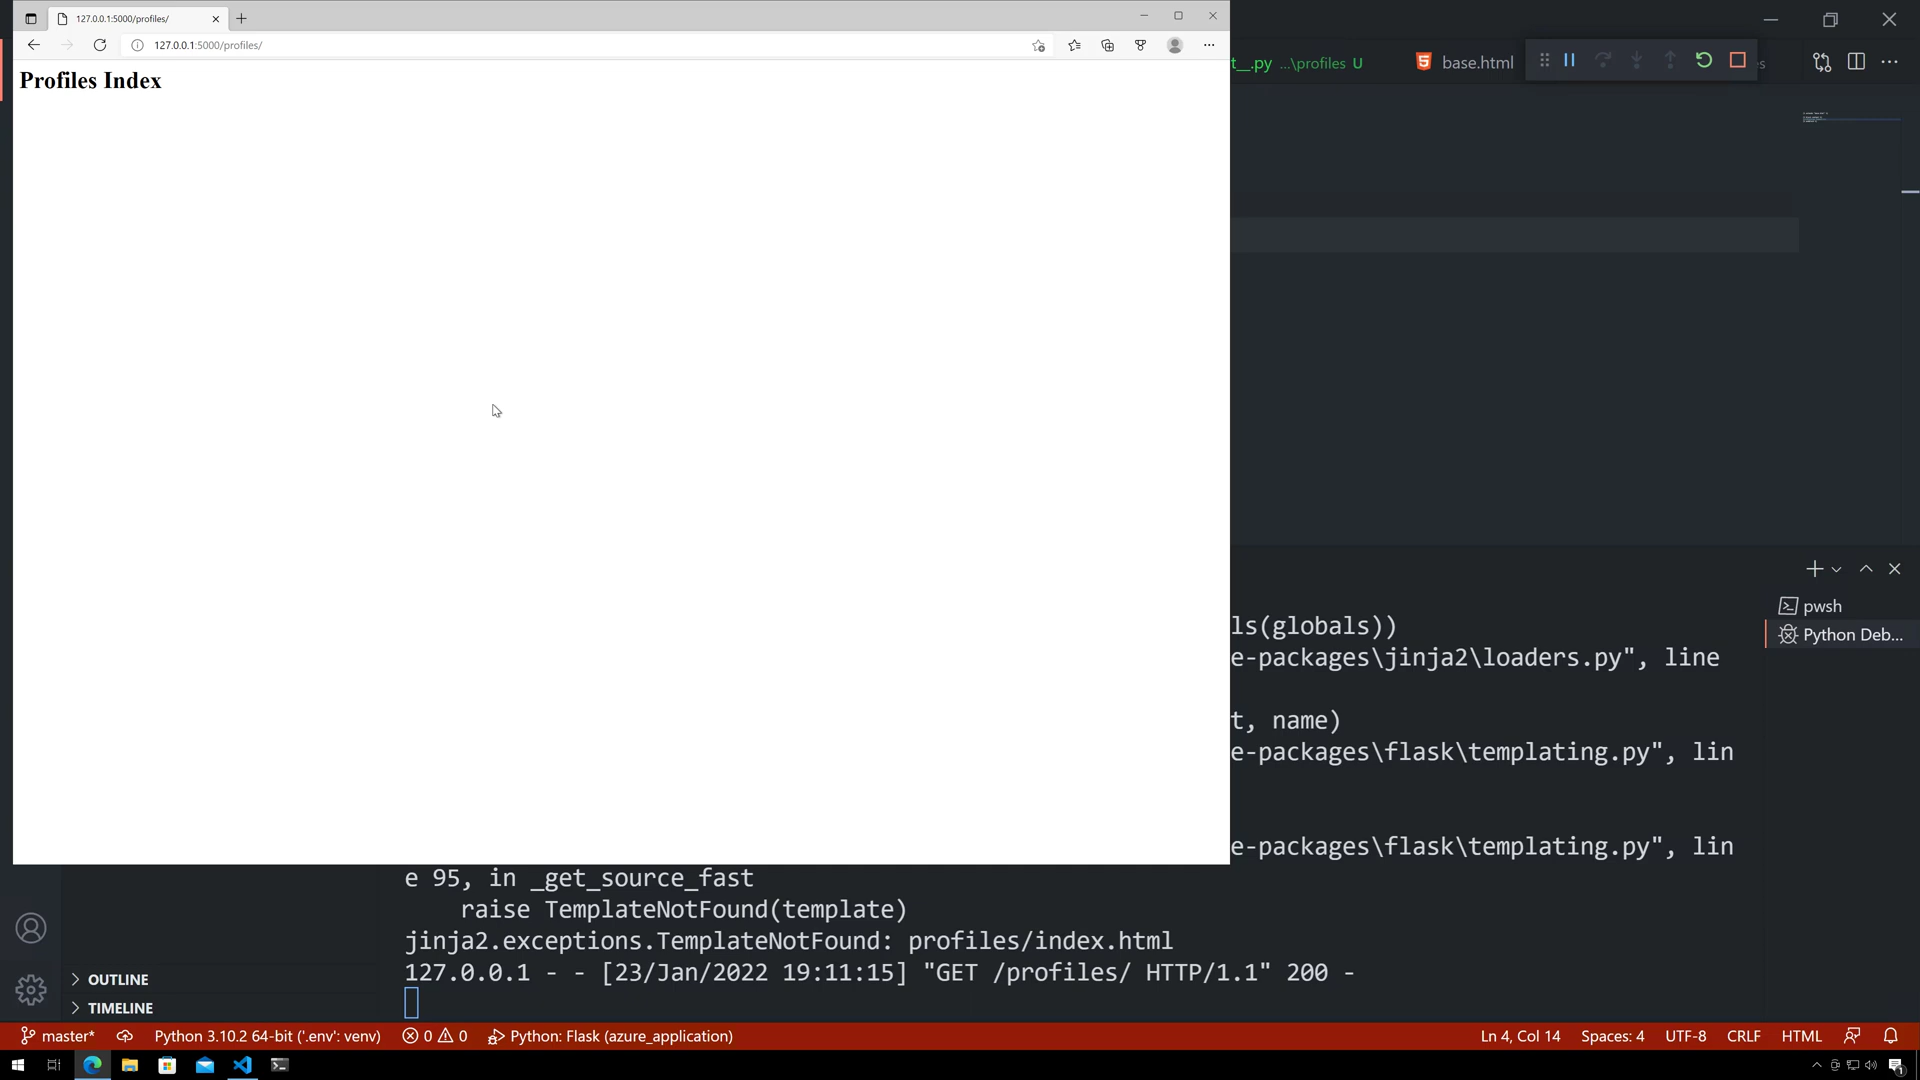 127.0.0.1:5000/profiles/
127.0.0.1:5000/profiles/
Profiles Index
t__.py ...\profiles U
base.html
pwsh
Python Deb...
ls(globals))
e-packages\jinja2\loaders.py", line
t, name)
e-packages\flask\templating.py", lin
e-packages\flask\templating.py", lin
e 95, in _get_source_fast
raise TemplateNotFound(template)
jinja2.exceptions.TemplateNotFound: profiles/index.html
127.0.0.1 - - [23/Jan/2022 19:11:15] "GET /profiles/ HTTP/1.1" 200 -
OUTLINE
TIMELINE
master* Python 3.10.2 64-bit ('.env': venv) 0 0 Python: Flask (azure_application) Ln 4, Col 14 Spaces: 4 UTF-8 CRLF HTML